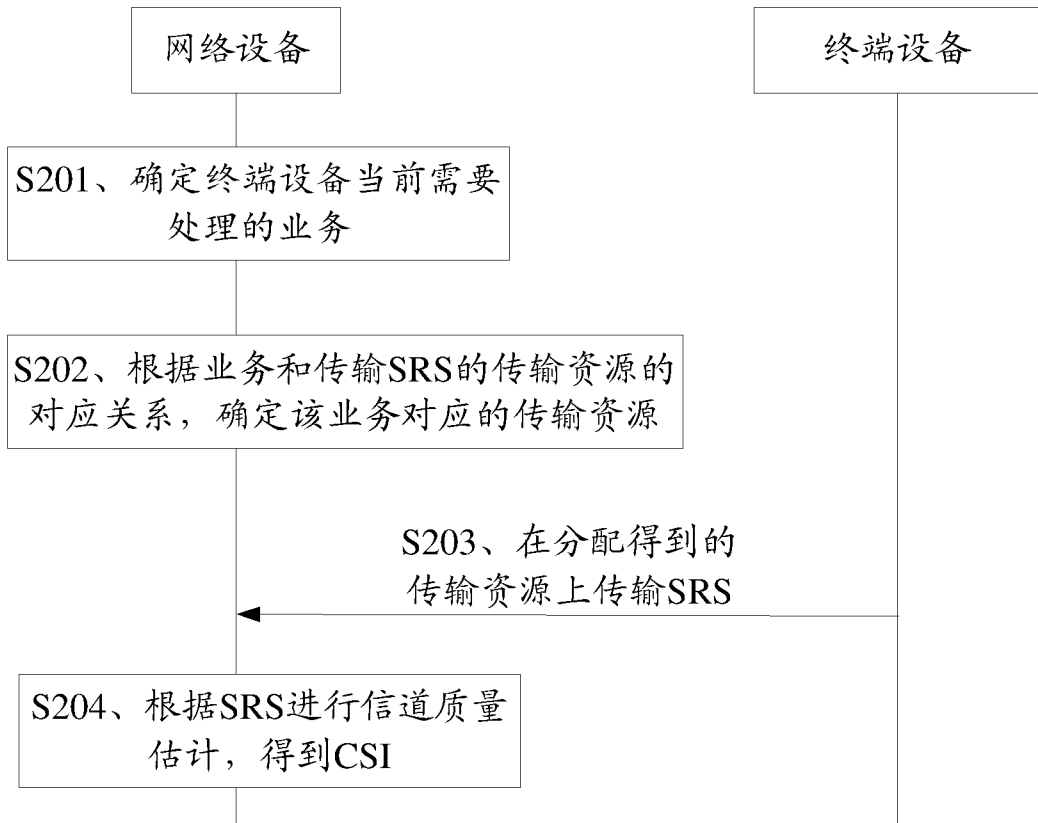 网络设备
终端设备
S201、确定终端设备当前需要
处理的业务
S202、根据业务和传输SRS的传输资源的
对应关系，确定该业务对应的传输资源
S203、在分配得到的
传输资源上传输SRS
S204、根据SRS进行信道质量
估计，得到CSI